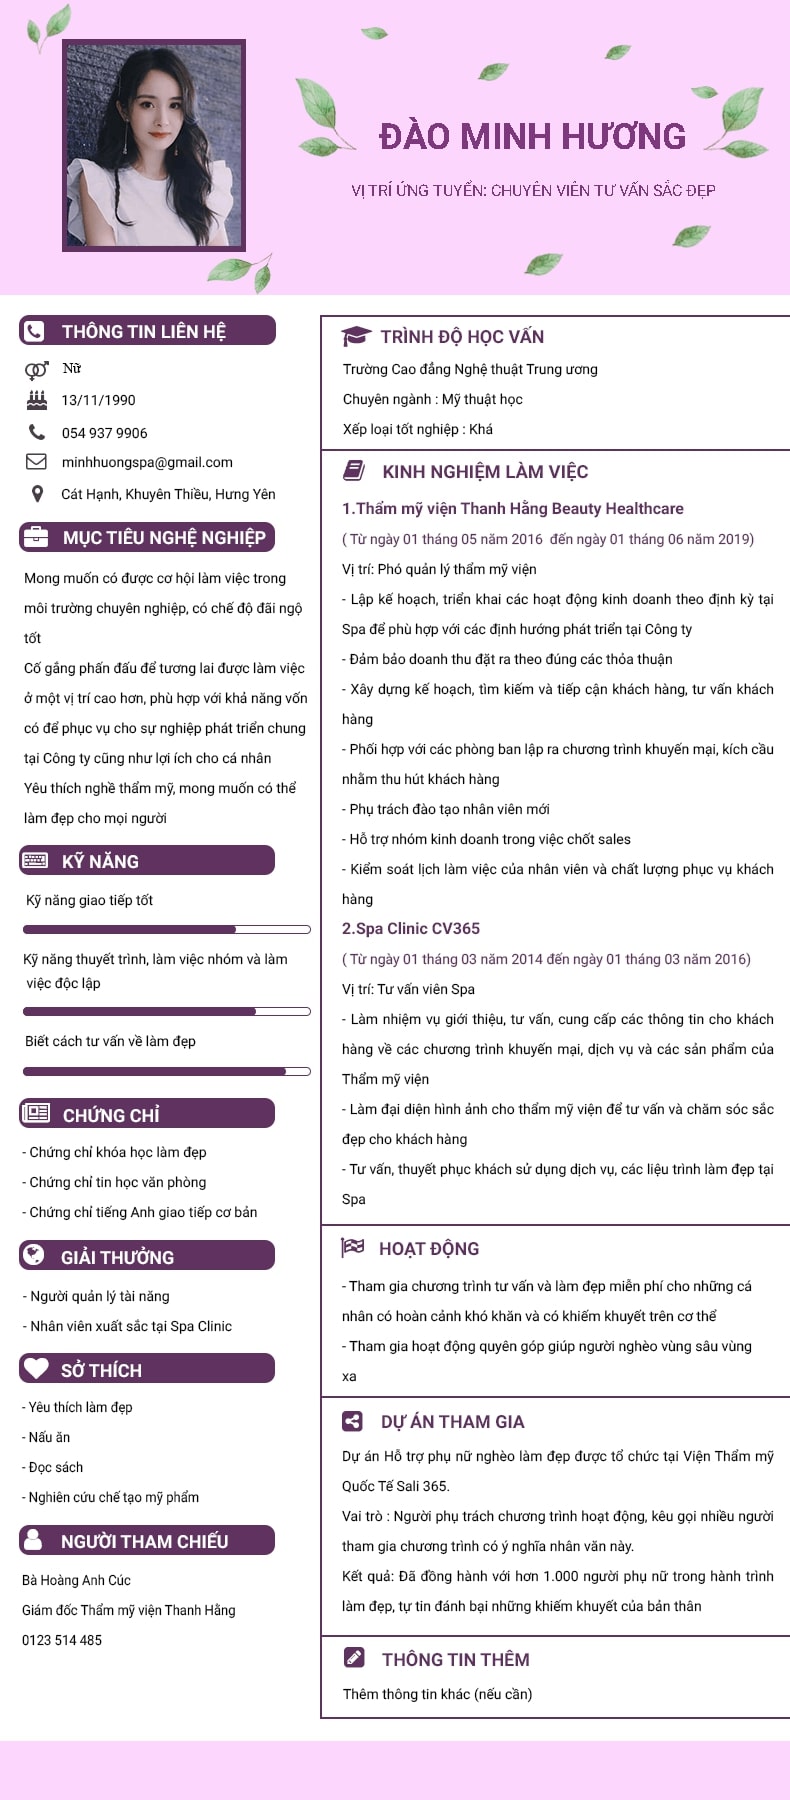 ĐÀO MINH HƯƠNG
VỊ TRÍ ỨNG TUYỂN: CHUYÊN VIÊN TƯ VẤN SẮC ĐẸP
THÔNG TIN LIÊN HỆ
Nữ
13/11/1990
054 937 9906
minhhuongspa@gmail.com
Cát Hạnh, Khuyên Thiều, Hưng Yên
MỤC TIÊU NGHỆ NGHIỆP
Mong muốn có được cơ hội làm việc trong
môi trường chuyên nghiệp, có chế độ đãi ngộ
tốt
Cố gắng phấn đấu để tương lai được làm việc
ở một vị trí cao hơn, phù hợp với khả năng vốn
có để phục vụ cho sự nghiệp phát triển chung
tại Công ty cũng như lợi ích cho cá nhân
Yêu thích nghề thẩm mỹ, mong muốn có thể
làm đẹp cho mọi người
KỸ NĂNG
Kỹ năng giao tiếp tốt
Kỹ năng thuyết trình, làm việc nhóm và làm
việc độc lập
Biết cách tư vấn về làm đẹp
CHỨNG CHỈ
- Chứng chỉ khóa học làm đẹp
- Chứng chỉ tin học văn phòng
- Chứng chỉ tiếng Anh giao tiếp cơ bản
GIẢI THƯỞNG
- Người quản lý tài năng
- Nhân viên xuất sắc tại Spa Clinic
SỞ THÍCH
- Yêu thích làm đẹp
- Nấu ăn
- Đọc sách
- Nghiên cứu chế tạo mỹ phẩm
NGƯỜI THAM CHIẾU
Bà Hoàng Anh Cúc
Giám đốc Thẩm mỹ viện Thanh Hằng
0123 514 485
TRÌNH ĐỘ HỌC VẤN
Trường Cao đẳng Nghệ thuật Trung ương
Chuyên ngành : Mỹ thuật học
Xếp loại tốt nghiệp : Khá
KINH NGHIỆM LÀM VIỆC
1.Thẩm mỹ viện Thanh Hằng Beauty Healthcare
( Từ ngày 01 tháng 05 năm 2016 đến ngày 01 tháng 06 năm 2019)
Vị trí: Phó quản lý thẩm mỹ viện
- Lập kế hoạch, triển khai các hoạt động kinh doanh theo định kỳ tại
Spa để phù hợp với các định hướng phát triển tại Công ty
- Đảm bảo doanh thu đặt ra theo đúng các thỏa thuận
- Xây dựng kế hoạch, tìm kiếm và tiếp cận khách hàng, tư vấn khách
hàng
- Phối hợp với các phòng ban lập ra chương trình khuyến mại, kích cầu
nhằm thu hút khách hàng
- Phụ trách đào tạo nhân viên mới
- Hỗ trợ nhóm kinh doanh trong việc chốt sales
- Kiểm soát lịch làm việc của nhân viên và chất lượng phục vụ khách
hàng
2.Spa Clinic CV365
( Từ ngày 01 tháng 03 năm 2014 đến ngày 01 tháng 03 năm 2016)
Vị trí: Tư vấn viên Spa
- Làm nhiệm vụ giới thiệu, tư vấn, cung cấp các thông tin cho khách
hàng về các chương trình khuyến mại, dịch vụ và các sản phẩm của
Thẩm mỹ viện
- Làm đại diện hình ảnh cho thẩm mỹ viện để tư vấn và chăm sóc sắc
đẹp cho khách hàng
- Tư vấn, thuyết phục khách sử dụng dịch vụ, các liệu trình làm đẹp tại
Spa
HOẠT ĐỘNG
- Tham gia chương trình tư vấn và làm đẹp miễn phí cho những cá
nhân có hoàn cảnh khó khăn và có khiếm khuyết trên cơ thể
- Tham gia hoạt động quyên góp giúp người nghèo vùng sâu vùng
xa
DỰ ÁN THAM GIA
Dự án Hỗ trợ phụ nữ nghèo làm đẹp được tổ chức tại Viện Thẩm mỹ
Quốc Tế Sali 365.
Vai trò : Người phụ trách chương trình hoạt động, kêu gọi nhiều người
tham gia chương trình có ý nghĩa nhân văn này.
Kết quả: Đã đồng hành với hơn 1.000 người phụ nữ trong hành trình
làm đẹp, tự tin đánh bại những khiếm khuyết của bản thân
THÔNG TIN THÊM
Thêm thông tin khác (nếu cần)